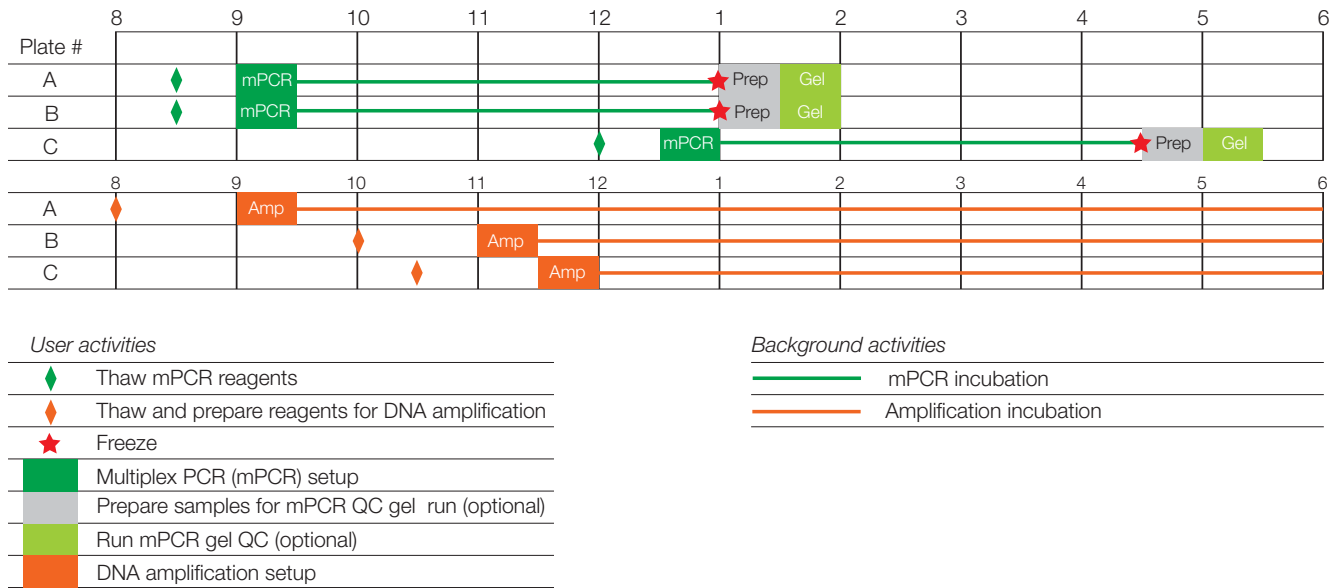 8 9 10 11 12 1 2 3 4 5 6
Plate #
A mPCR Prep Gel
B mPCR Prep Gel
C mPCR Prep Gel
8 9 10 11 12 1 2 3 4 5 6
A Amp
B Amp
C Amp
User activities
Thaw mPCR reagents
Thaw and prepare reagents for DNA amplification
Freeze
Multiplex PCR (mPCR) setup
Prepare samples for mPCR QC gel run (optional)
Run mPCR gel QC (optional)
DNA amplification setup
Background activities
mPCR incubation
Amplification incubation